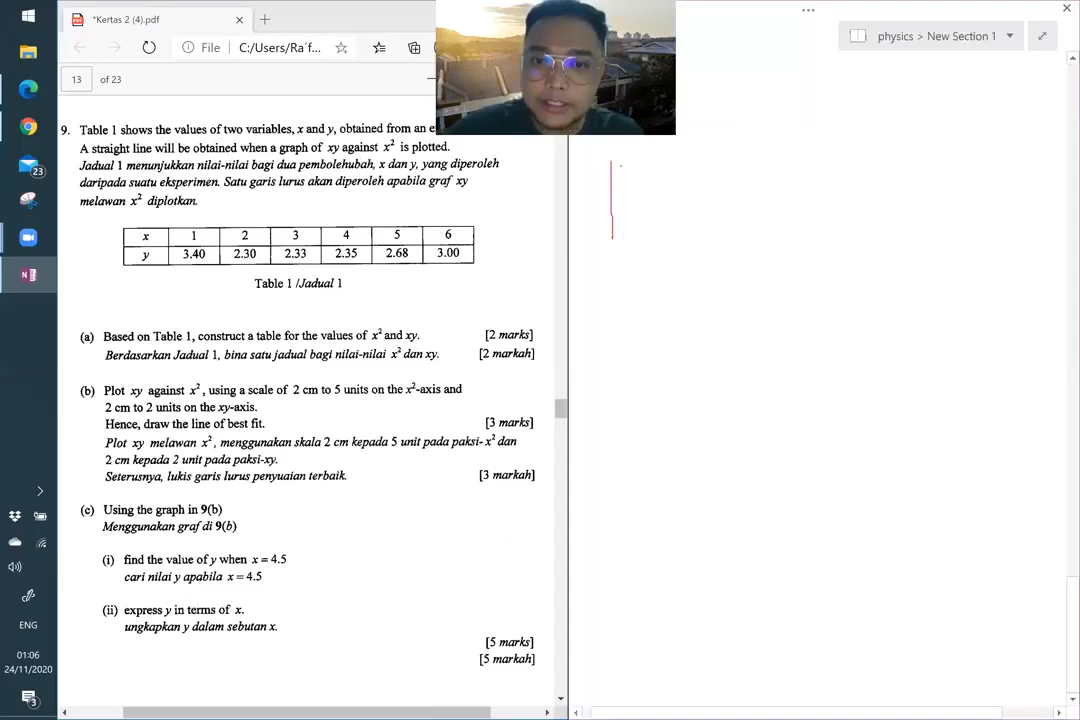 *Kertas 2 (4).pdf
File
C:/Users/Ra´f...
physics > New Section 1
13 of 23
9. Table 1 shows the values of two variables, x and y, obtained from an
A straight line will be obtained when a graph of xy against x² is plotted.
Jadual 1 menunjukkan nilai-nilai bagi dua pembolehubah, x dan y, yang diperoleh
daripada suatu eksperimen. Satu garis lurus akan diperoleh apabila graf xy
melawan x² diplotkan.
x 1 2 3 4 5 6
y 3.40 2.30 2.33 2.35 2.68 3.00
Table 1 /Jadual 1
(a) Based on Table 1, construct a table for the values of x² and xy. [2 marks]
Berdasarkan Jadual 1, bina satu jadual bagi nilai-nilai x² dan xy. [2 markah]
(b) Plot xy against x², using a scale of 2 cm to 5 units on the x²-axis and
2 cm to 2 units on the xy-axis.
Hence, draw the line of best fit. [3 marks]
Plot xy melawan x², menggunakan skala 2 cm kepada 5 unit pada paksi-x² dan
2 cm kepada 2 unit pada paksi-xy.
Seterusnya, lukis garis lurus penyuaian terbaik. [3 markah]
(c) Using the graph in 9(b)
Menggunakan graf di 9(b)
(i) find the value of y when x = 4.5
cari nilai y apabila x = 4.5
(ii) express y in terms of x.
ungkapkan y dalam sebutan x.
[5 marks]
[5 markah]
23
ENG
01:06
24/11/2020
3